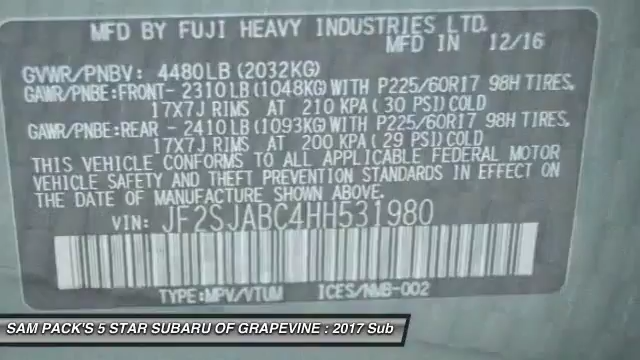 MFD BY FUJI HEAVY INDUSTRIES LTD.
MFD IN 12/16
GVWR/PNBV: 4480LB(2032KG)
GAWR/PNBE:FRONT- 2310LB(1048KG)WITH P225/60R17 98H TIRES,
17X7J RIMS AT 210 KPA(30 PSI)COLD
GAWR/PNBE:REAR - 2410LB(1093KG)WITH P225/60R17 98H TIRES,
17X7J RIMS AT 200 KPA(29 PSI)COLD
THIS VEHICLE CONFORMS TO ALL APPLICABLE FEDERAL MOTOR
VEHICLE SAFETY AND THEFT PREVENTION STANDARDS IN EFFECT ON
THE DATE OF MANUFACTURE SHOWN ABOVE.
VIN: JF2SJABC4HH531980
TYPE:MPV/VTUM ICES/NMB-002
SAM PACK'S 5 STAR SUBARU OF GRAPEVINE : 2017 Sub